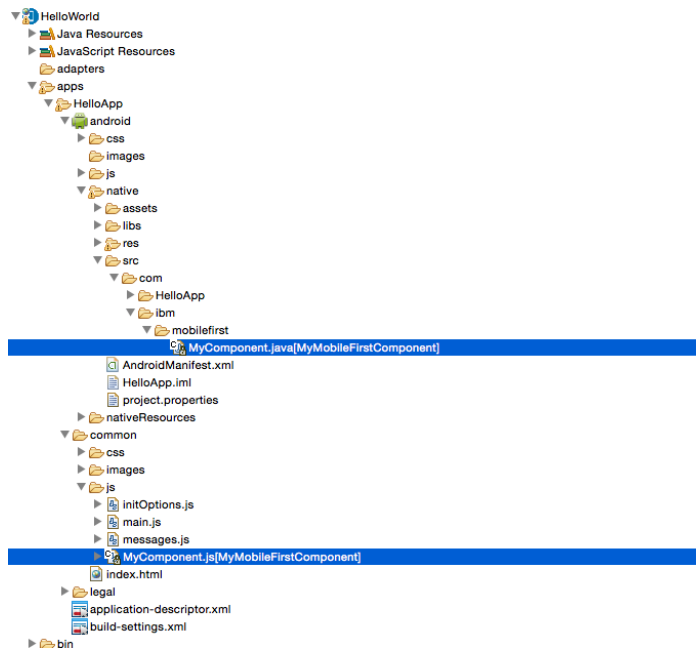 HelloWorld
Java Resources
JavaScript Resources
adapters
apps
HelloApp
android
css
images
js
native
assets
libs
res
src
com
HelloApp
ibm
mobilefirst
MyComponent.java[MyMobileFirstComponent]
AndroidManifest.xml
HelloApp.iml
project.properties
nativeResources
common
css
images
js
initOptions.js
main.js
messages.js
MyComponent.js[MyMobileFirstComponent]
index.html
legal
application-descriptor.xml
build-settings.xml
bin